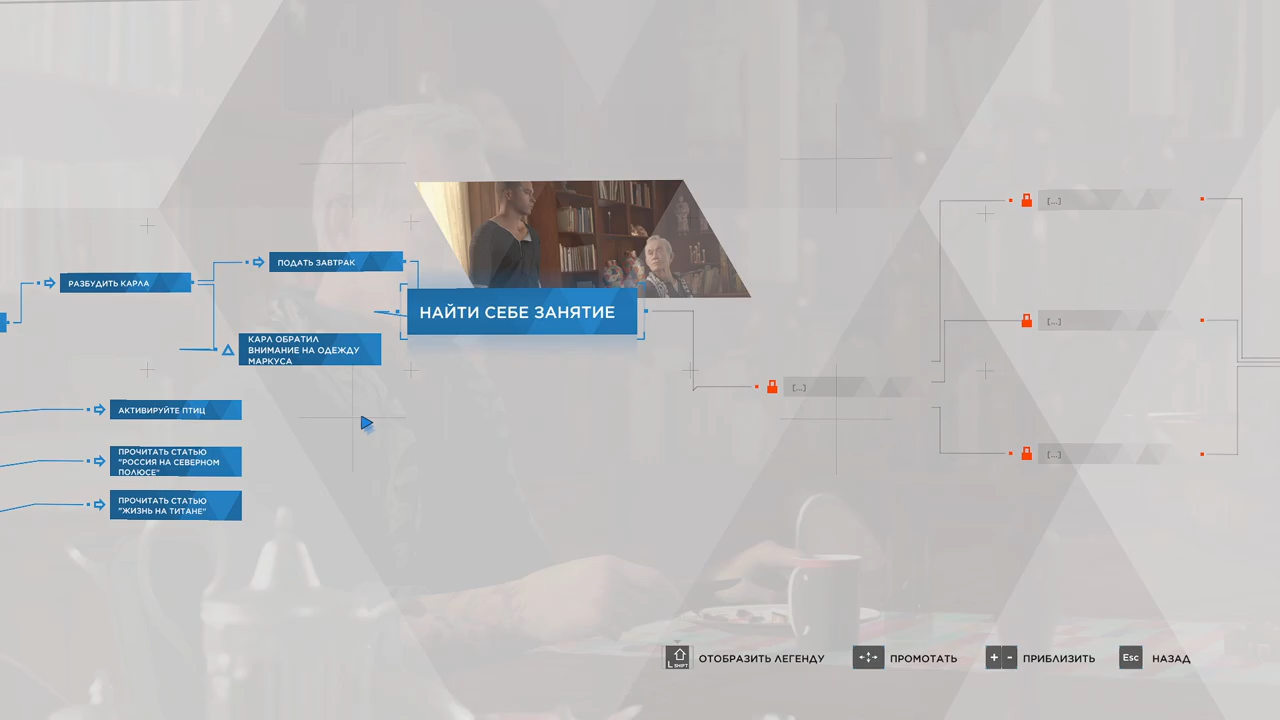 РАЗБУДИТЬ КАРЛА
ПОДАТЬ ЗАВТРАК
НАЙТИ СЕБЕ ЗАНЯТИЕ
КАРЛ ОБРАТИЛ
ВНИМАНИЕ НА ОДЕЖДУ
МАРКУСА
АКТИВИРУЙТЕ ПТИЦ
ПРОЧИТАТЬ СТАТЬЮ
"РОССИЯ НА СЕВЕРНОМ
ПОЛЮСЕ"
ПРОЧИТАТЬ СТАТЬЮ
"ЖИЗНЬ НА ТИТАНЕ"
[...]
[...]
[...]
[...]
L SHIFT ОТОБРАЗИТЬ ЛЕГЕНДУ
ПРОМОТАТЬ
+ - ПРИБЛИЗИТЬ
Esc НАЗАД